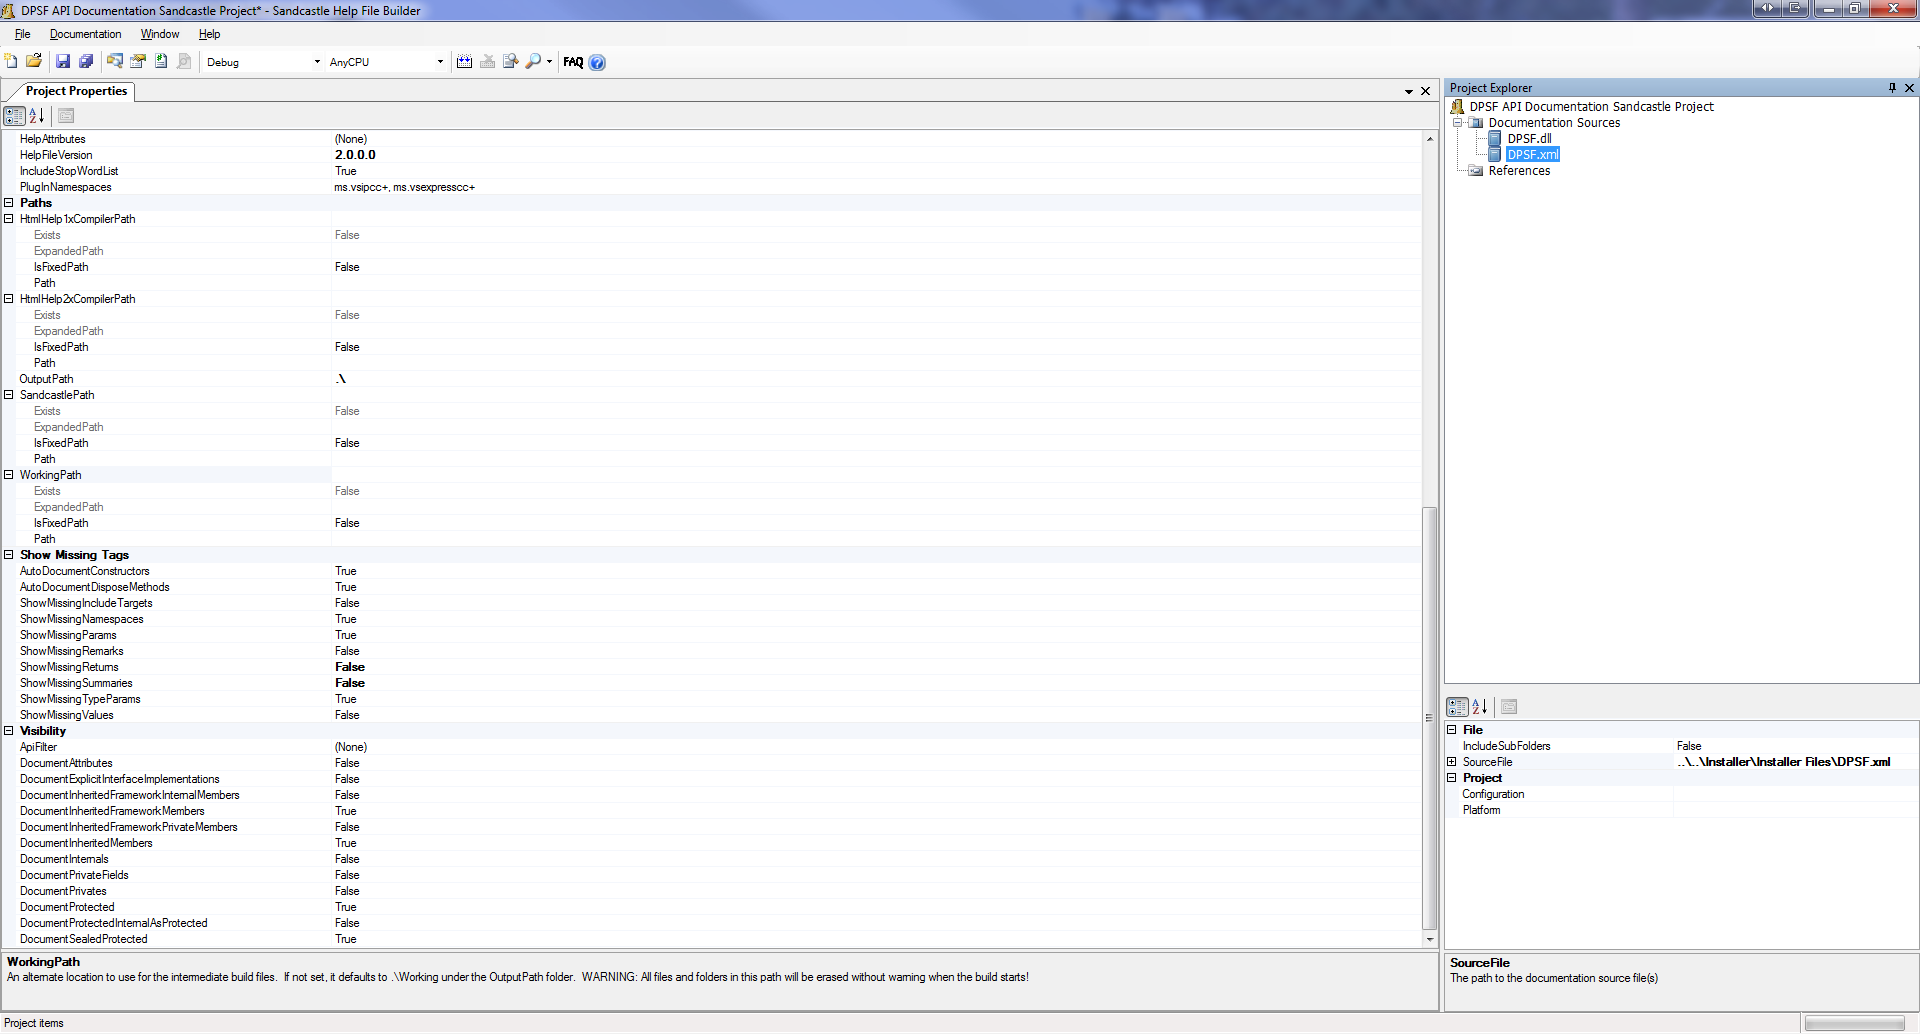 DPSF API Documentation Sandcastle Project* - Sandcastle Help File Builder
File Documentation Window Help
Debug AnyCPU FAQ
Project Properties
HelpAttributes (None)
HelpFileVersion 2.0.0.0
IncludeStopWordList True
PlugInNamespaces ms.vsipcc+, ms.vsexpresscc+
Paths
HtmlHelp1xCompilerPath
Exists False
ExpandedPath
IsFixedPath False
Path
HtmlHelp2xCompilerPath
Exists False
ExpandedPath
IsFixedPath False
Path
OutputPath .\
SandcastlePath
Exists False
ExpandedPath
IsFixedPath False
Path
WorkingPath
Exists False
ExpandedPath
IsFixedPath False
Path
Show Missing Tags
AutoDocumentConstructors True
AutoDocumentDisposeMethods True
ShowMissingIncludeTargets False
ShowMissingNamespaces True
ShowMissingParams True
ShowMissingRemarks False
ShowMissingReturns False
ShowMissingSummaries False
ShowMissingTypeParams True
ShowMissingValues False
Visibility
ApiFilter (None)
DocumentAttributes False
DocumentExplicitInterfaceImplementations False
DocumentInheritedFrameworkInternalMembers False
DocumentInheritedFrameworkMembers True
DocumentInheritedFrameworkPrivateMembers False
DocumentInheritedMembers True
DocumentInternals False
DocumentPrivateFields False
DocumentPrivates False
DocumentProtected True
DocumentProtectedInternalAsProtected False
DocumentSealedProtected True
WorkingPath
An alternate location to use for the intermediate build files. If not set, it defaults to .\Working under the OutputPath folder. WARNING: All files and folders in this path will be erased without warning when the build starts!
Project Explorer
DPSF API Documentation Sandcastle Project
Documentation Sources
DPSF.dll
DPSF.xml
References
File
IncludeSubFolders False
SourceFile ..\..\Installer\Installer Files\DPSF.xml
Project
Configuration
Platform
SourceFile
The path to the documentation source file(s)
Project items